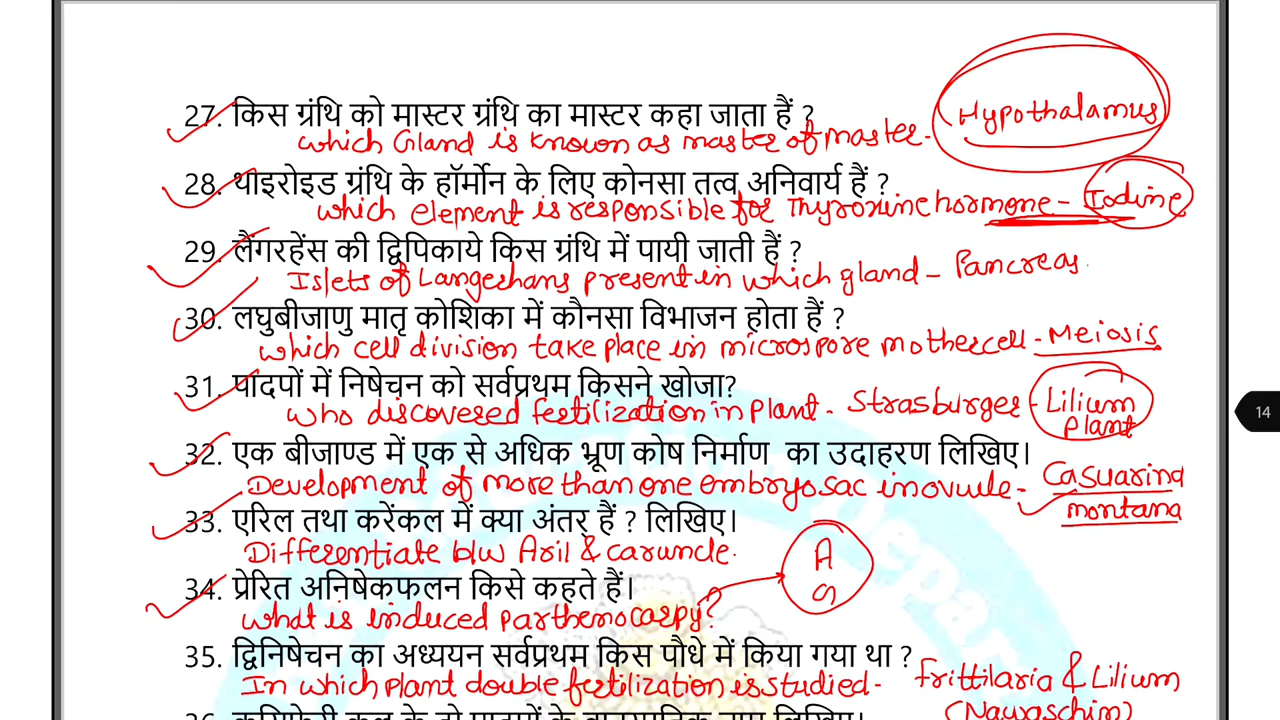 27. किस ग्रंथि को मास्टर ग्रंथि का मास्टर कहा जाता हैं ?
which Gland is known as master of master - Hypothalamus
28. थाइरोइड ग्रंथि के हॉर्मोन के लिए कोनसा तत्व अनिवार्य हैं ?
which element is responsible for Thyroxine hormone - Iodine
29. लैंगरहेंस की द्विपिकाये किस ग्रंथि में पायी जाती हैं ?
Islets of Langerhans present in which gland - Pancreas.
30. लघुबीजाणु मातृ कोशिका में कौनसा विभाजन होता हैं ?
which cell division take place in microspore mothercell - Meiosis
31. पादपों में निषेचन को सर्वप्रथम किसने खोजा?
who discovered fertilization in plant - Strasburger - Lilium plant
32. एक बीजाण्ड में एक से अधिक भ्रूण कोष निर्माण का उदाहरण लिखिए।
Development of more than one embryo sac in ovule - Casuarina montana
33. एरिल तथा करेंकल में क्या अंतर हैं ? लिखिए।
Differentiate b/w Aril & caruncle.
34. प्रेरित अनिषेकफलन किसे कहते हैं।
what is induced parthenocarpy?
A
G
35. द्विनिषेचन का अध्ययन सर्वप्रथम किस पौधे में किया गया था ?
In which plant double fertilization is studied - frittilaria & Lilium
(Nawaschin)
14